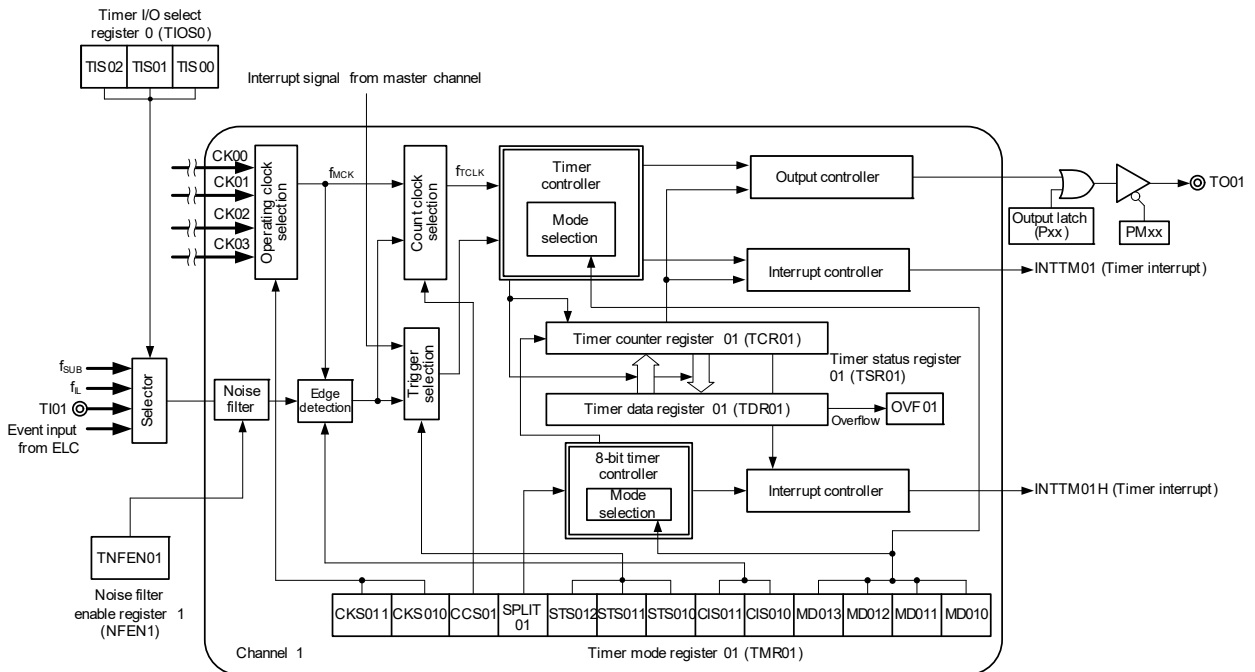 Timer I/O select
register 0 (TIOS0)
TIS02 TIS01 TIS00
Interrupt signal from master channel
CK00
CK01
CK02
CK03
Operating clock
selection
fMCK
Count clock
selection
fTCLK
Timer
controller
Mode
selection
Output controller
Output latch
(Pxx)
PMxx
TO01
Interrupt controller
INTTM01 (Timer interrupt)
Timer counter register 01 (TCR01)
Timer status register
01 (TSR01)
Trigger
selection
fSUB
fIL
TI01
Event input
from ELC
Selector
Noise
filter
Edge
detection
Timer data register 01 (TDR01)
Overflow
OVF01
8-bit timer
controller
Mode
selection
Interrupt controller
INTTM01H (Timer interrupt)
TNFEN01
Noise filter
enable register 1
(NFEN1)
CKS011 CKS010 CCS01 SPLIT
01 STS012 STS011 STS010 CIS011 CIS010 MD013 MD012 MD011 MD010
Channel 1
Timer mode register 01 (TMR01)